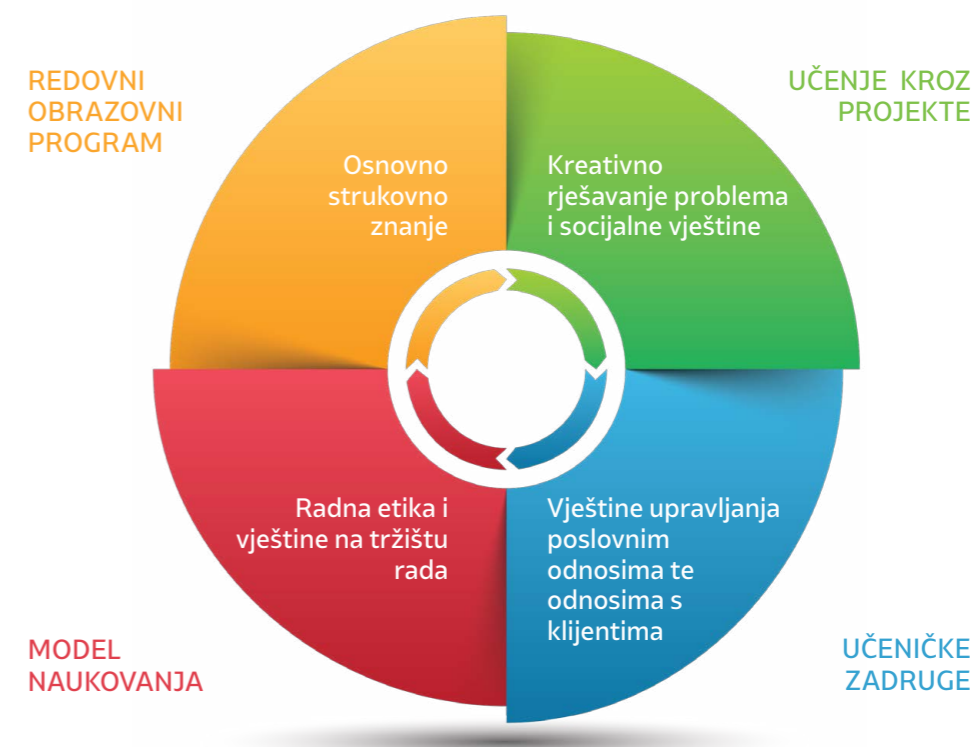 REDOVNI
OBRAZOVNI
PROGRAM
Osnovno
strukovno
znanje
UČENJE KROZ
PROJEKTE
Kreativno
rješavanje problema
i socijalne vještine
MODEL
NAUKOVANJA
Radna etika i
vještine na tržištu
rada
Vještine upravljanja
poslovnim
odnosima te
odnosima s
klijentima
UČENIČKE
ZADRUGE